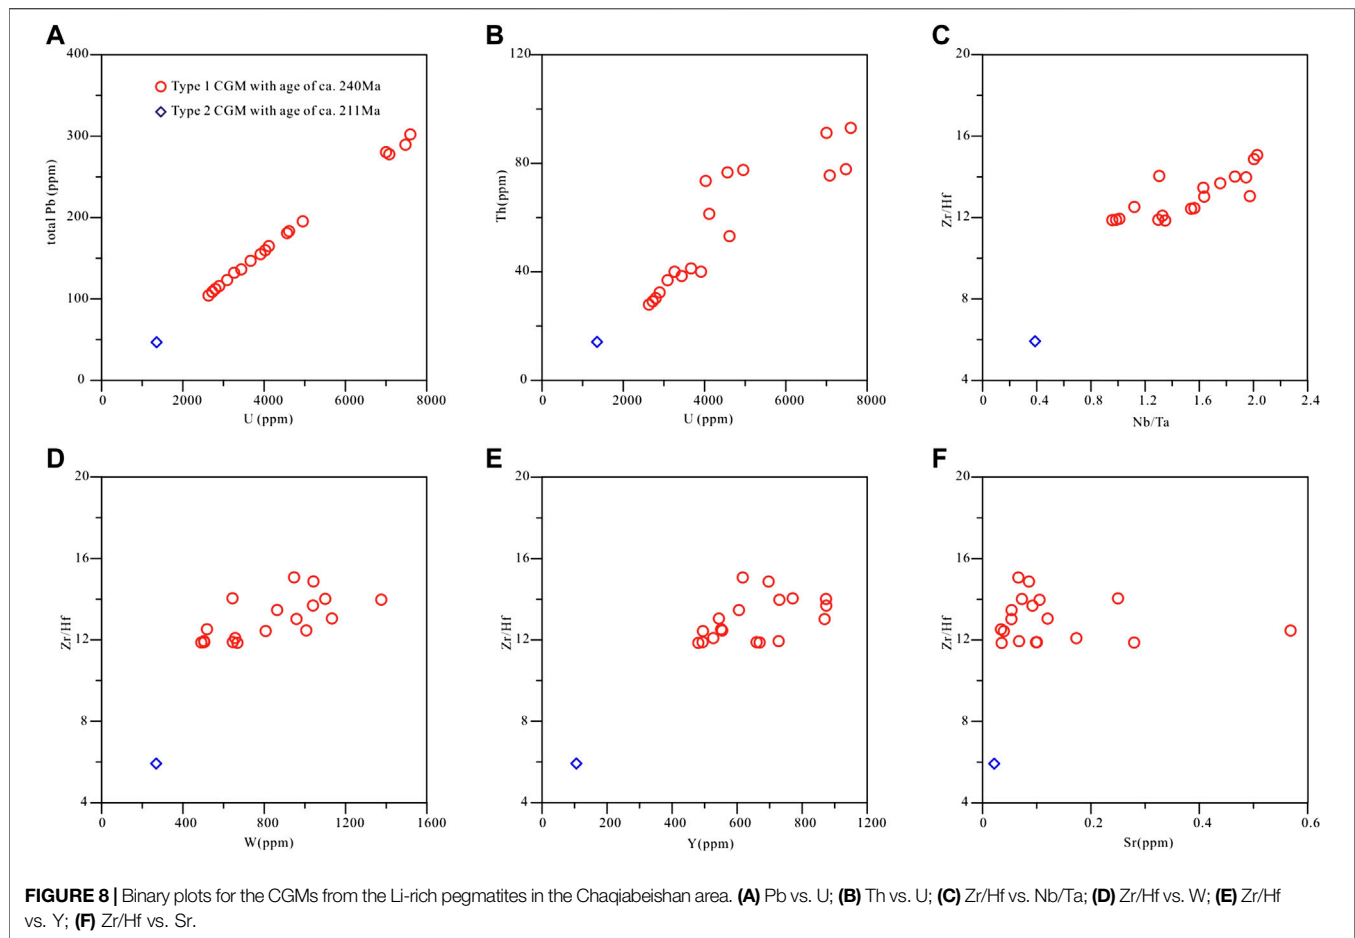 A
B
C
400
300
200
100
0
total Pb (ppm)
Type 1 CGM with age of ca. 240Ma
Type 2 CGM with age of ca. 211Ma
0 2000 4000 6000 8000
U (ppm)
120
80
40
0
Th(ppm)
0 2000 4000 6000 8000
U (ppm)
20
16
12
8
4
Zr/Hf
0 0.4 0.8 1.2 1.6 2.0 2.4
Nb/Ta
D
E
F
20
16
12
8
4
Zr/Hf
0 400 800 1200 1600
W(ppm)
20
16
12
8
4
Zr/Hf
0 300 600 900 1200
Y(ppm)
20
16
12
8
4
Zr/Hf
0 0.2 0.4 0.6
Sr(ppm)
FIGURE 8 | Binary plots for the CGMs from the Li-rich pegmatites in the Chaqiabeishan area. (A) Pb vs. U; (B) Th vs. U; (C) Zr/Hf vs. Nb/Ta; (D) Zr/Hf vs. W; (E) Zr/Hf
vs. Y; (F) Zr/Hf vs. Sr.